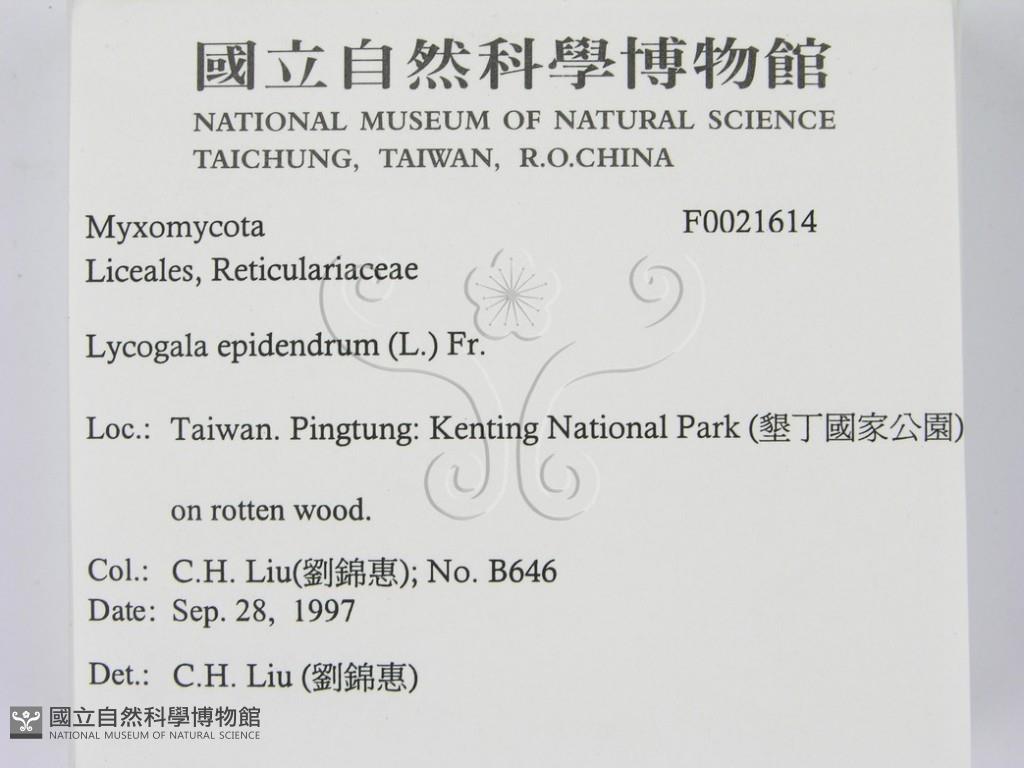 國立自然科學博物館
NATIONAL MUSEUM OF NATURAL SCIENCE
TAICHUNG, TAIWAN, R.O.CHINA
Myxomycota F0021614
Liceales, Reticulariaceae
Lycogala epidendrum (L.) Fr.
Loc.: Taiwan. Pingtung: Kenting National Park (墾丁國家公園)
on rotten wood.
Col.: C.H. Liu(劉錦惠); No. B646
Date: Sep. 28, 1997
Det.: C.H. Liu (劉錦惠)
國立自然科學博物館
NATIONAL MUSEUM OF NATURAL SCIENCE